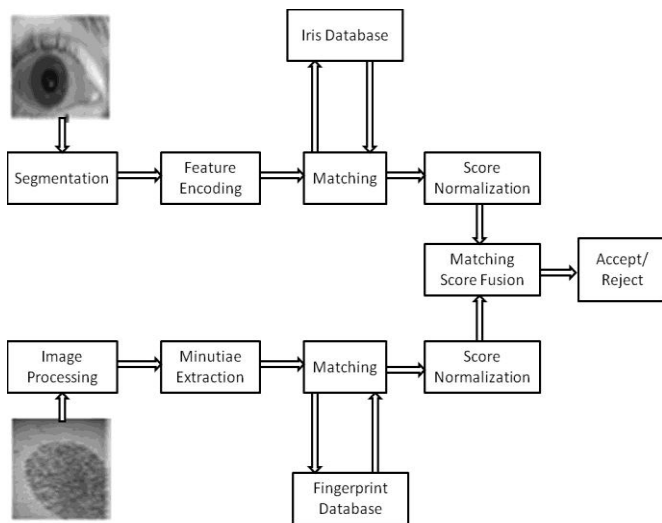 Iris Database
Segmentation
Feature
Encoding
Matching
Score
Normalization
Matching
Score Fusion
Accept/
Reject
Image
Processing
Minutiae
Extraction
Matching
Score
Normalization
Fingerprint
Database